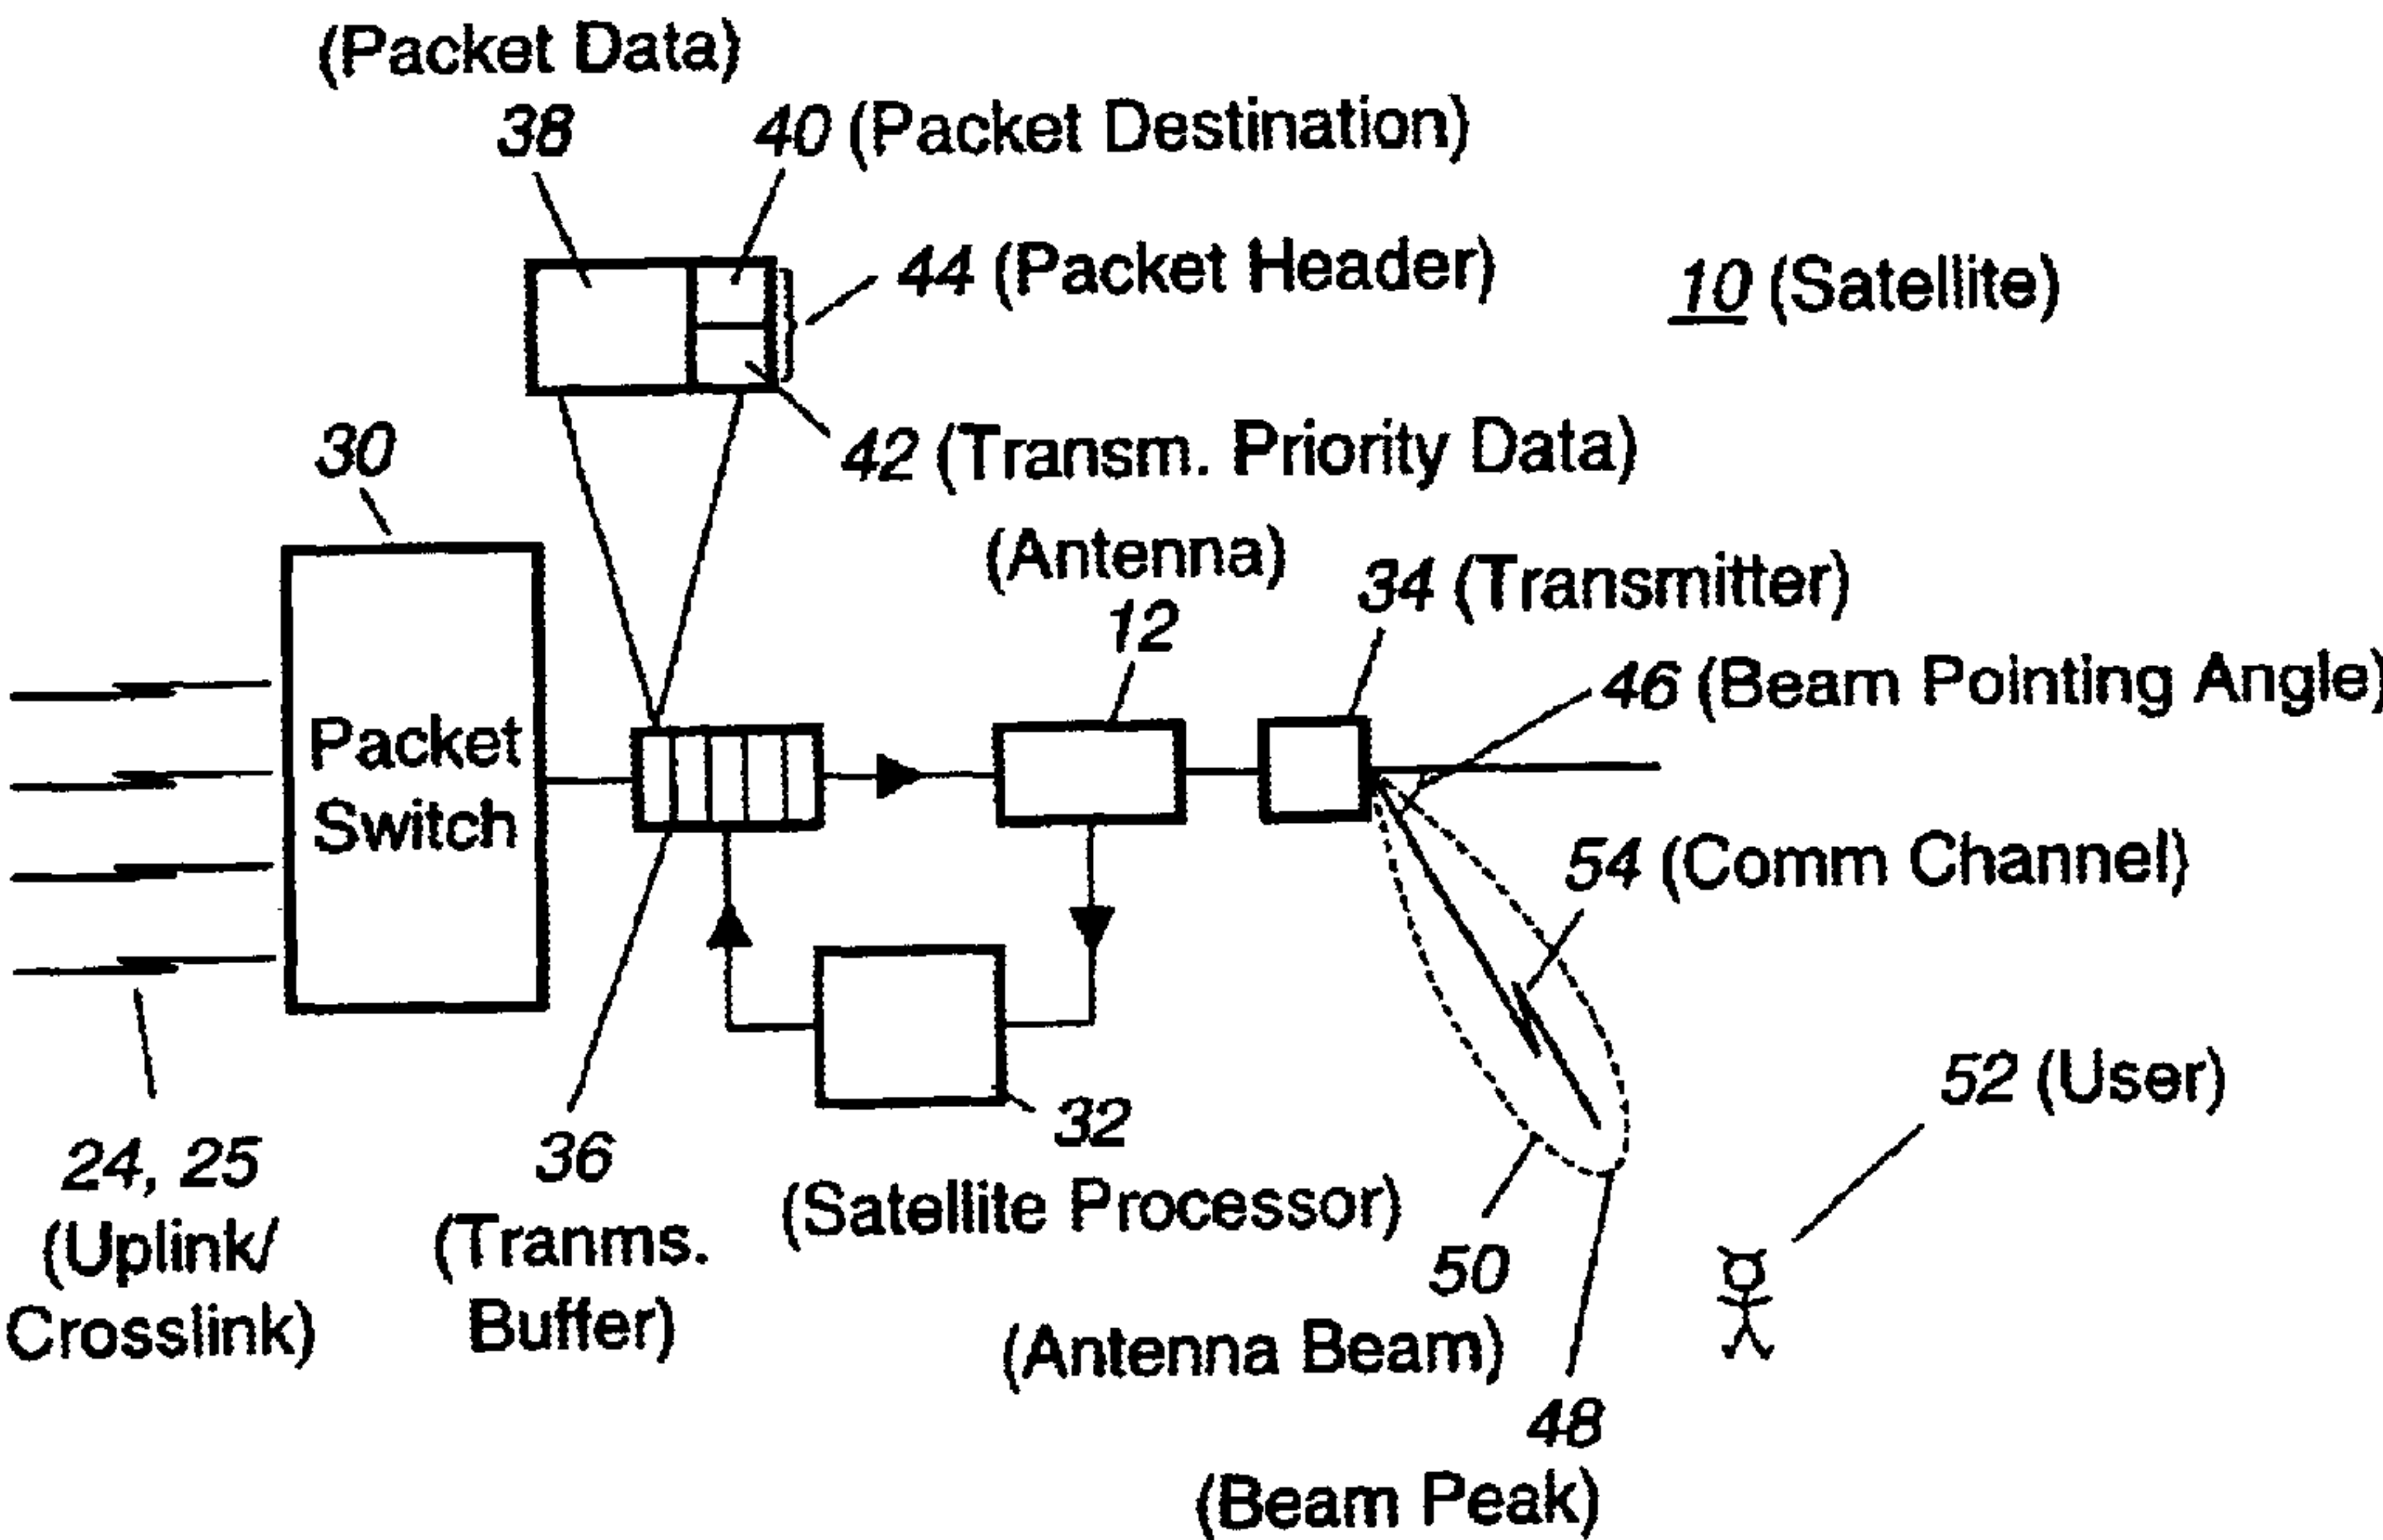 (Packet Data)
38
40 (Packet Destination)
44 (Packet Header)
10 (Satellite)
42 (Transm. Priority Data)
30
(Antenna)
12
34 (Transmitter)
46 (Beam Pointing Angle)
Packet
Switch
54 (Comm Channel)
24, 25
(Uplink/
Crosslink)
36
(Tranms.
Buffer)
32
(Satellite Processor)
52 (User)
50
(Antenna Beam)
48
(Beam Peak)